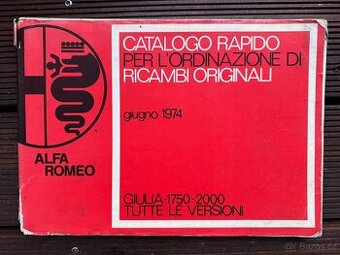 CATALOGO RAPIDO
PER L'ORDINAZIONE DI
RICAMBI ORIGINALI
giugno 1974
ALFA
ROMEO
GIULIA-1750-2000
TUTTE LE VERSIONI